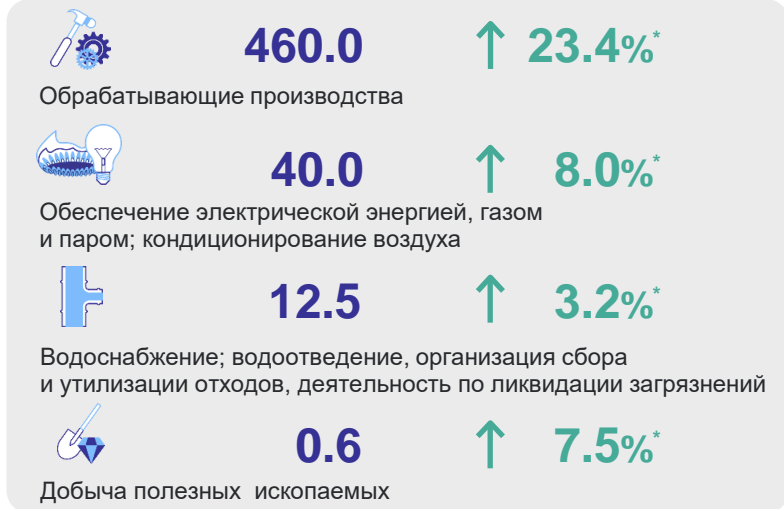 460.0 ↑ 23.4%*
Обрабатывающие производства
40.0 ↑ 8.0%*
Обеспечение электрической энергией, газом
и паром; кондиционирование воздуха
12.5 ↑ 3.2%*
Водоснабжение; водоотведение, организация сбора
и утилизации отходов, деятельность по ликвидации загрязнений
0.6 ↑ 7.5%*
Добыча полезных ископаемых